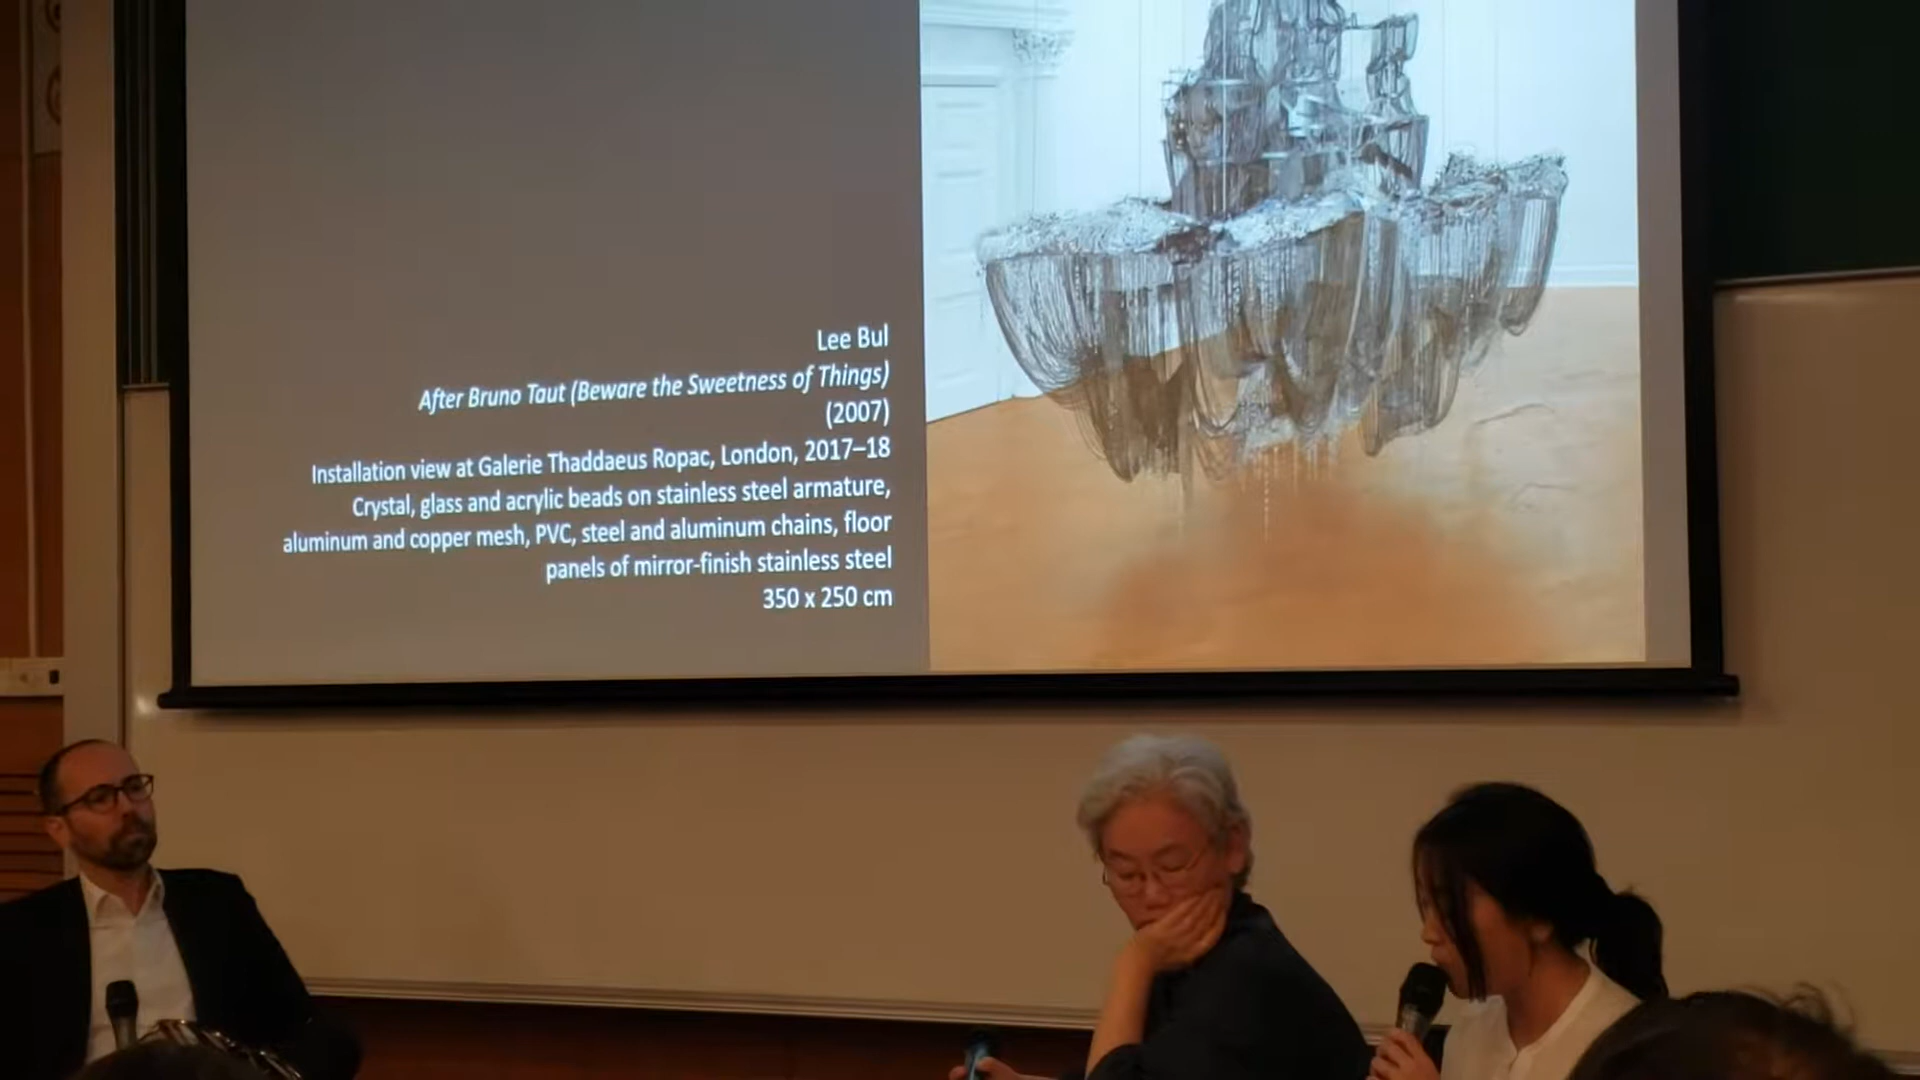 Lee Bul
After Bruno Taut (Beware the Sweetness of Things)
(2007)
Installation view at Galerie Thaddaeus Ropac, London, 2017–18
Crystal, glass and acrylic beads on stainless steel armature,
aluminum and copper mesh, PVC, steel and aluminum chains, floor
panels of mirror-finish stainless steel
350 x 250 cm